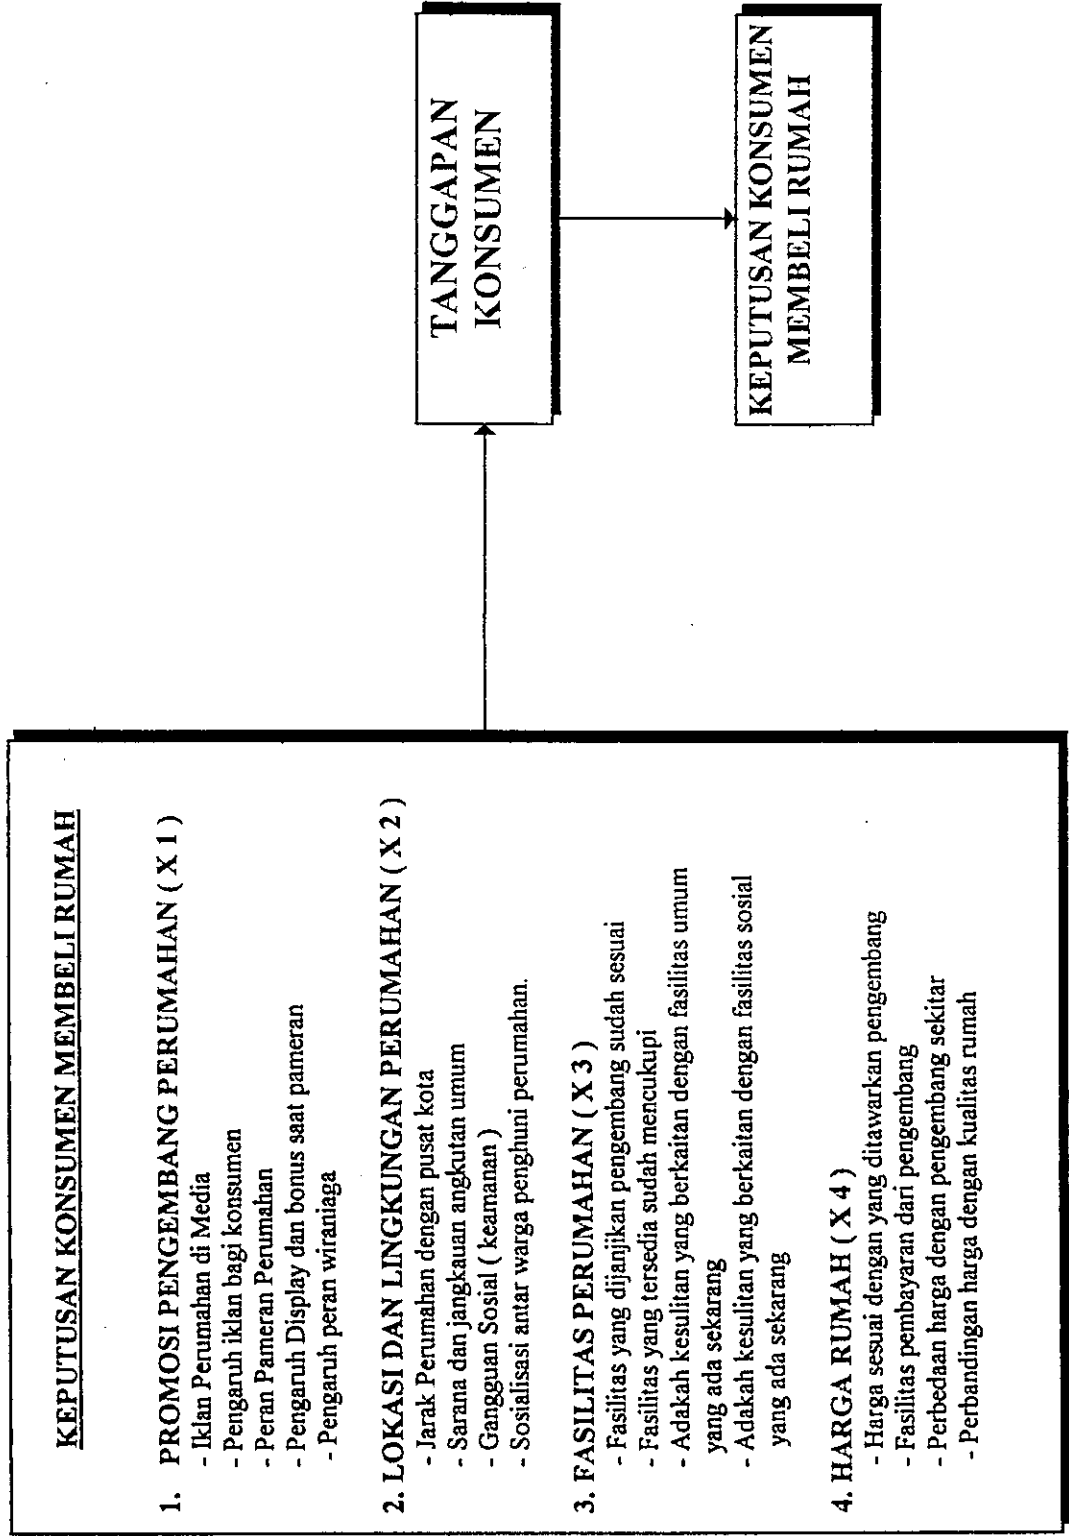 KEPUTUSAN KONSUMEN MEMBELI RUMAH
1. PROMOSI PENGEMBANG PERUMAHAN ( X 1 )
- Iklan Perumahan di Media
- Pengaruh iklan bagi konsumen
- Peran Pameran Perumahan
- Pengaruh Display dan bonus saat pameran
- Pengaruh peran wiraniaga
2. LOKASI DAN LINGKUNGAN PERUMAHAN ( X 2 )
- Jarak Perumahan dengan pusat kota
- Sarana dan jangkauan angkutan umum
- Gangguan Sosial ( keamanan )
- Sosialisasi antar warga penghuni perumahan.
3. FASILITAS PERUMAHAN ( X 3 )
- Fasilitas yang dijanjikan pengembang sudah sesuai
- Fasilitas yang tersedia sudah mencukupi
- Adakah kesulitan yang berkaitan dengan fasilitas umum
yang ada sekarang
- Adakah kesulitan yang berkaitan dengan fasilitas sosial
yang ada sekarang
4. HARGA RUMAH ( X 4 )
- Harga sesuai dengan yang ditawarkan pengembang
- Fasilitas pembayaran dari pengembang
- Perbedaan harga dengan pengembang sekitar
- Perbandingan harga dengan kualitas rumah
TANGGAPAN
KONSUMEN
KEPUTUSAN KONSUMEN
MEMBELI RUMAH